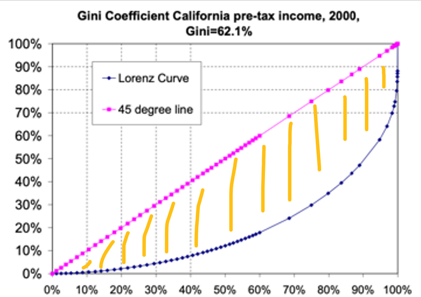 Gini Coefficient California pre-tax income, 2000,
Gini=62.1%
100%
90%
80%
70%
60%
50%
40%
30%
20%
10%
0%
Lorenz Curve
45 degree line
0% 10% 20% 30% 40% 50% 60% 70% 80% 90% 100%